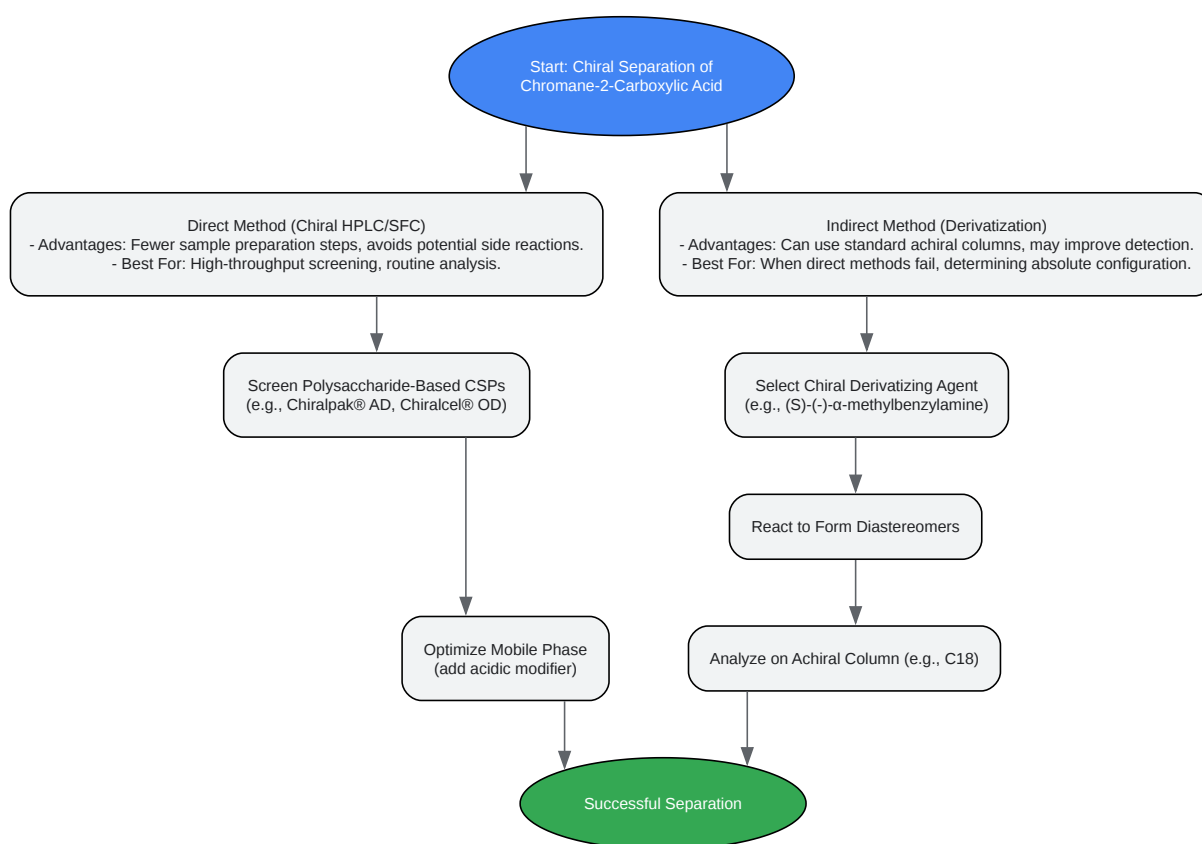 Start: Chiral Separation of
Chromane-2-Carboxylic Acid
Direct Method (Chiral HPLC/SFC)
- Advantages: Fewer sample preparation steps, avoids potential side reactions.
- Best For: High-throughput screening, routine analysis.
Indirect Method (Derivatization)
- Advantages: Can use standard achiral columns, may improve detection.
- Best For: When direct methods fail, determining absolute configuration.
Screen Polysaccharide-Based CSPs
(e.g., Chiralpak® AD, Chiralcel® OD)
Select Chiral Derivatizing Agent
(e.g., (S)-(-)-α-methylbenzylamine)
React to Form Diastereomers
Optimize Mobile Phase
(add acidic modifier)
Analyze on Achiral Column (e.g., C18)
Successful Separation